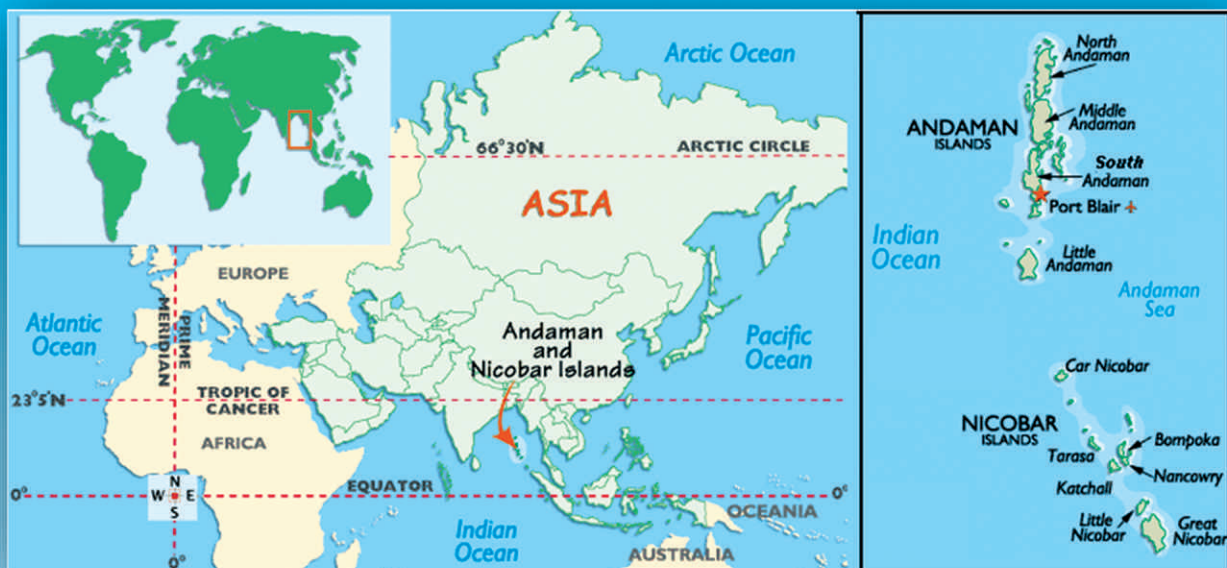 Arctic Ocean
66°30'N
ARCTIC CIRCLE
ASIA
EUROPE
Atlantic
Ocean
PRIME
MERIDIAN
Andaman
and
Nicobar Islands
Pacific
Ocean
23°5'N
TROPIC OF
CANCER
AFRICA
N
W E
S
0°
EQUATOR
0°
OCEANIA
Indian
Ocean
AUSTRALIA
0°
North
Andaman
Middle
Andaman
ANDAMAN
ISLANDS
South
Andaman
Port Blair
Indian
Ocean
Little
Andaman
Andaman
Sea
Car Nicobar
NICOBAR
ISLANDS
Bompoka
Tarasa
Nancowry
Katchall
Little
Nicobar
Great
Nicobar